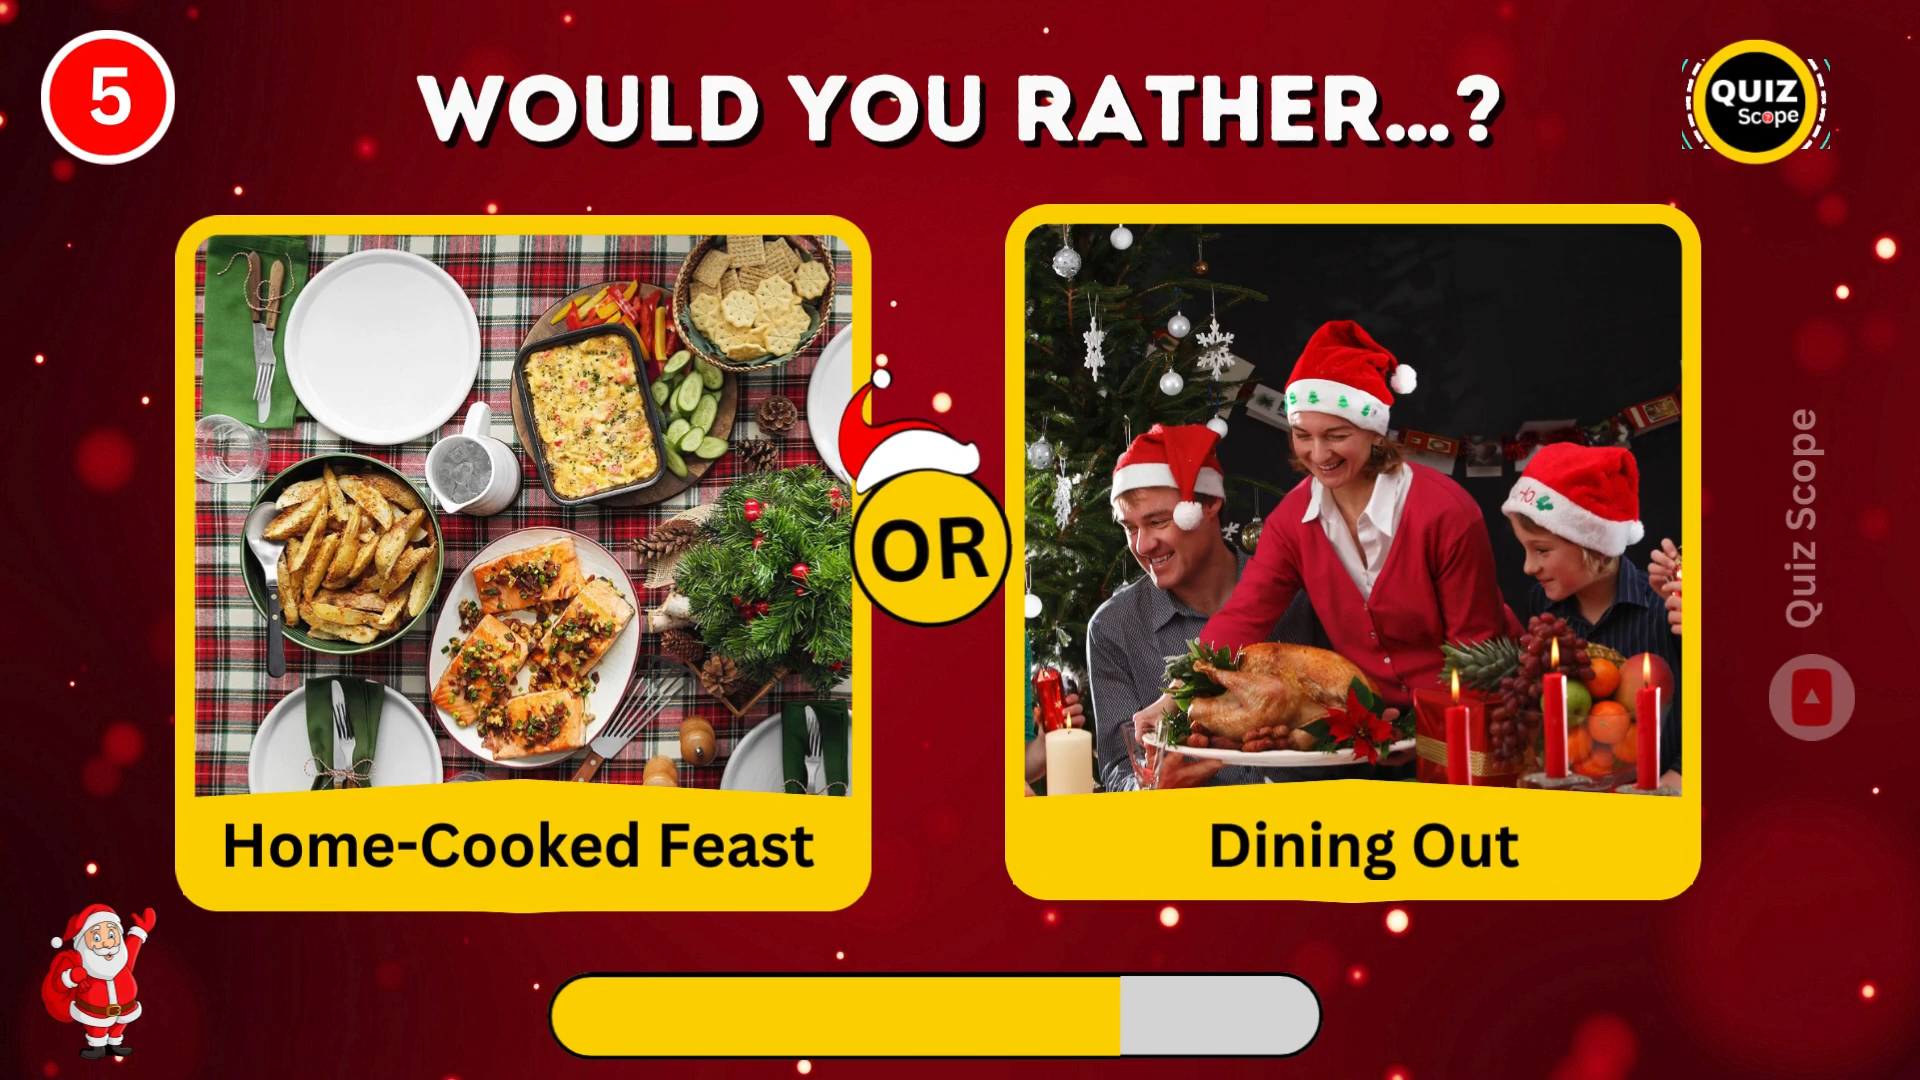 5
WOULD YOU RATHER...?
QUIZ
Scope
OR
Home-Cooked Feast
Dining Out
Quiz Scope